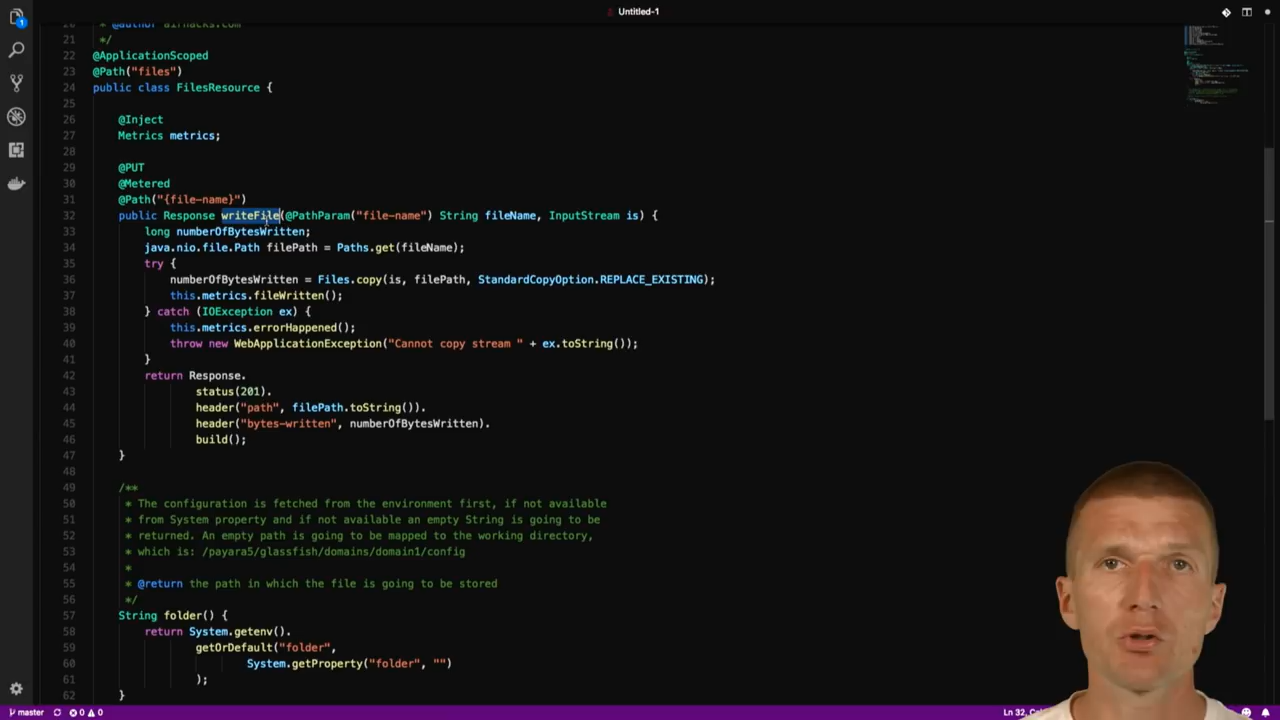 Untitled-1
1
20 * @author airhacks.com
21 */
22 @ApplicationScoped
23 @Path("files")
24 public class FilesResource {
25
26 @Inject
27 Metrics metrics;
28
29 @PUT
30 @Metered
31 @Path("{file-name}")
32 public Response writeFile(@PathParam("file-name") String fileName, InputStream is) {
33 long numberOfBytesWritten;
34 java.nio.file.Path filePath = Paths.get(fileName);
35 try {
36 numberOfBytesWritten = Files.copy(is, filePath, StandardCopyOption.REPLACE_EXISTING);
37 this.metrics.fileWritten();
38 } catch (IOException ex) {
39 this.metrics.errorHappened();
40 throw new WebApplicationException("Cannot copy stream " + ex.toString());
41 }
42 return Response.
43 status(201).
44 header("path", filePath.toString()).
45 header("bytes-written", numberOfBytesWritten).
46 build();
47 }
48
49 /**
50 * The configuration is fetched from the environment first, if not available
51 * from System property and if not available an empty String is going to be
52 * returned. An empty path is going to be mapped to the working directory,
53 * which is: /payara5/glassfish/domains/domain1/config
54 *
55 * @return the path in which the file is going to be stored
56 */
57 String folder() {
58 return System.getenv().
59 getOrDefault("folder",
60 System.getProperty("folder", "")
61 );
62 }
master 0 0 Ln 32,